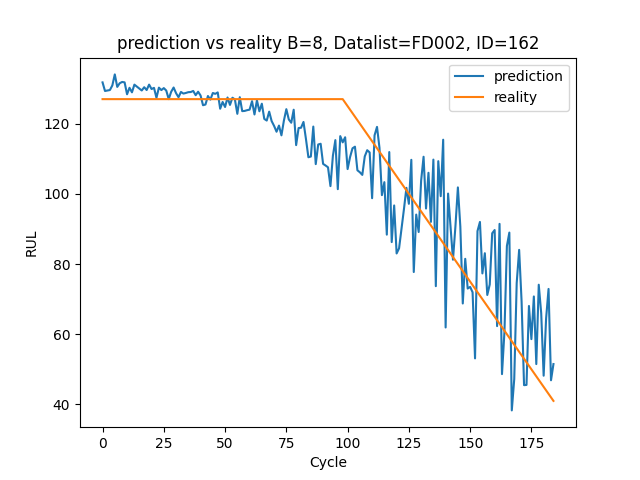 prediction vs reality B=8, Datalist=FD002, ID=162
prediction
reality
RUL
120
100
80
60
40
0 25 50 75 100 125 150 175
Cycle